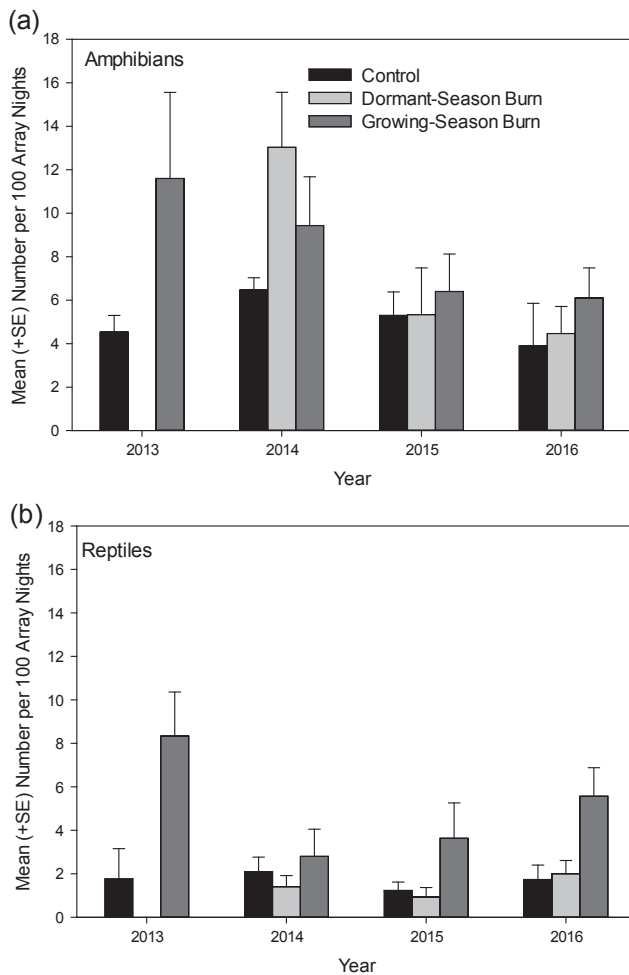 (a)
Amphibians
Control
Dormant-Season Burn
Growing-Season Burn
Mean (+SE) Number per 100 Array Nights
18
16
14
12
10
8
6
4
2
0
2013 2014 2015 2016
Year
(b)
Reptiles
Mean (+SE) Number per 100 Array Nights
18
16
14
12
10
8
6
4
2
0
2013 2014 2015 2016
Year